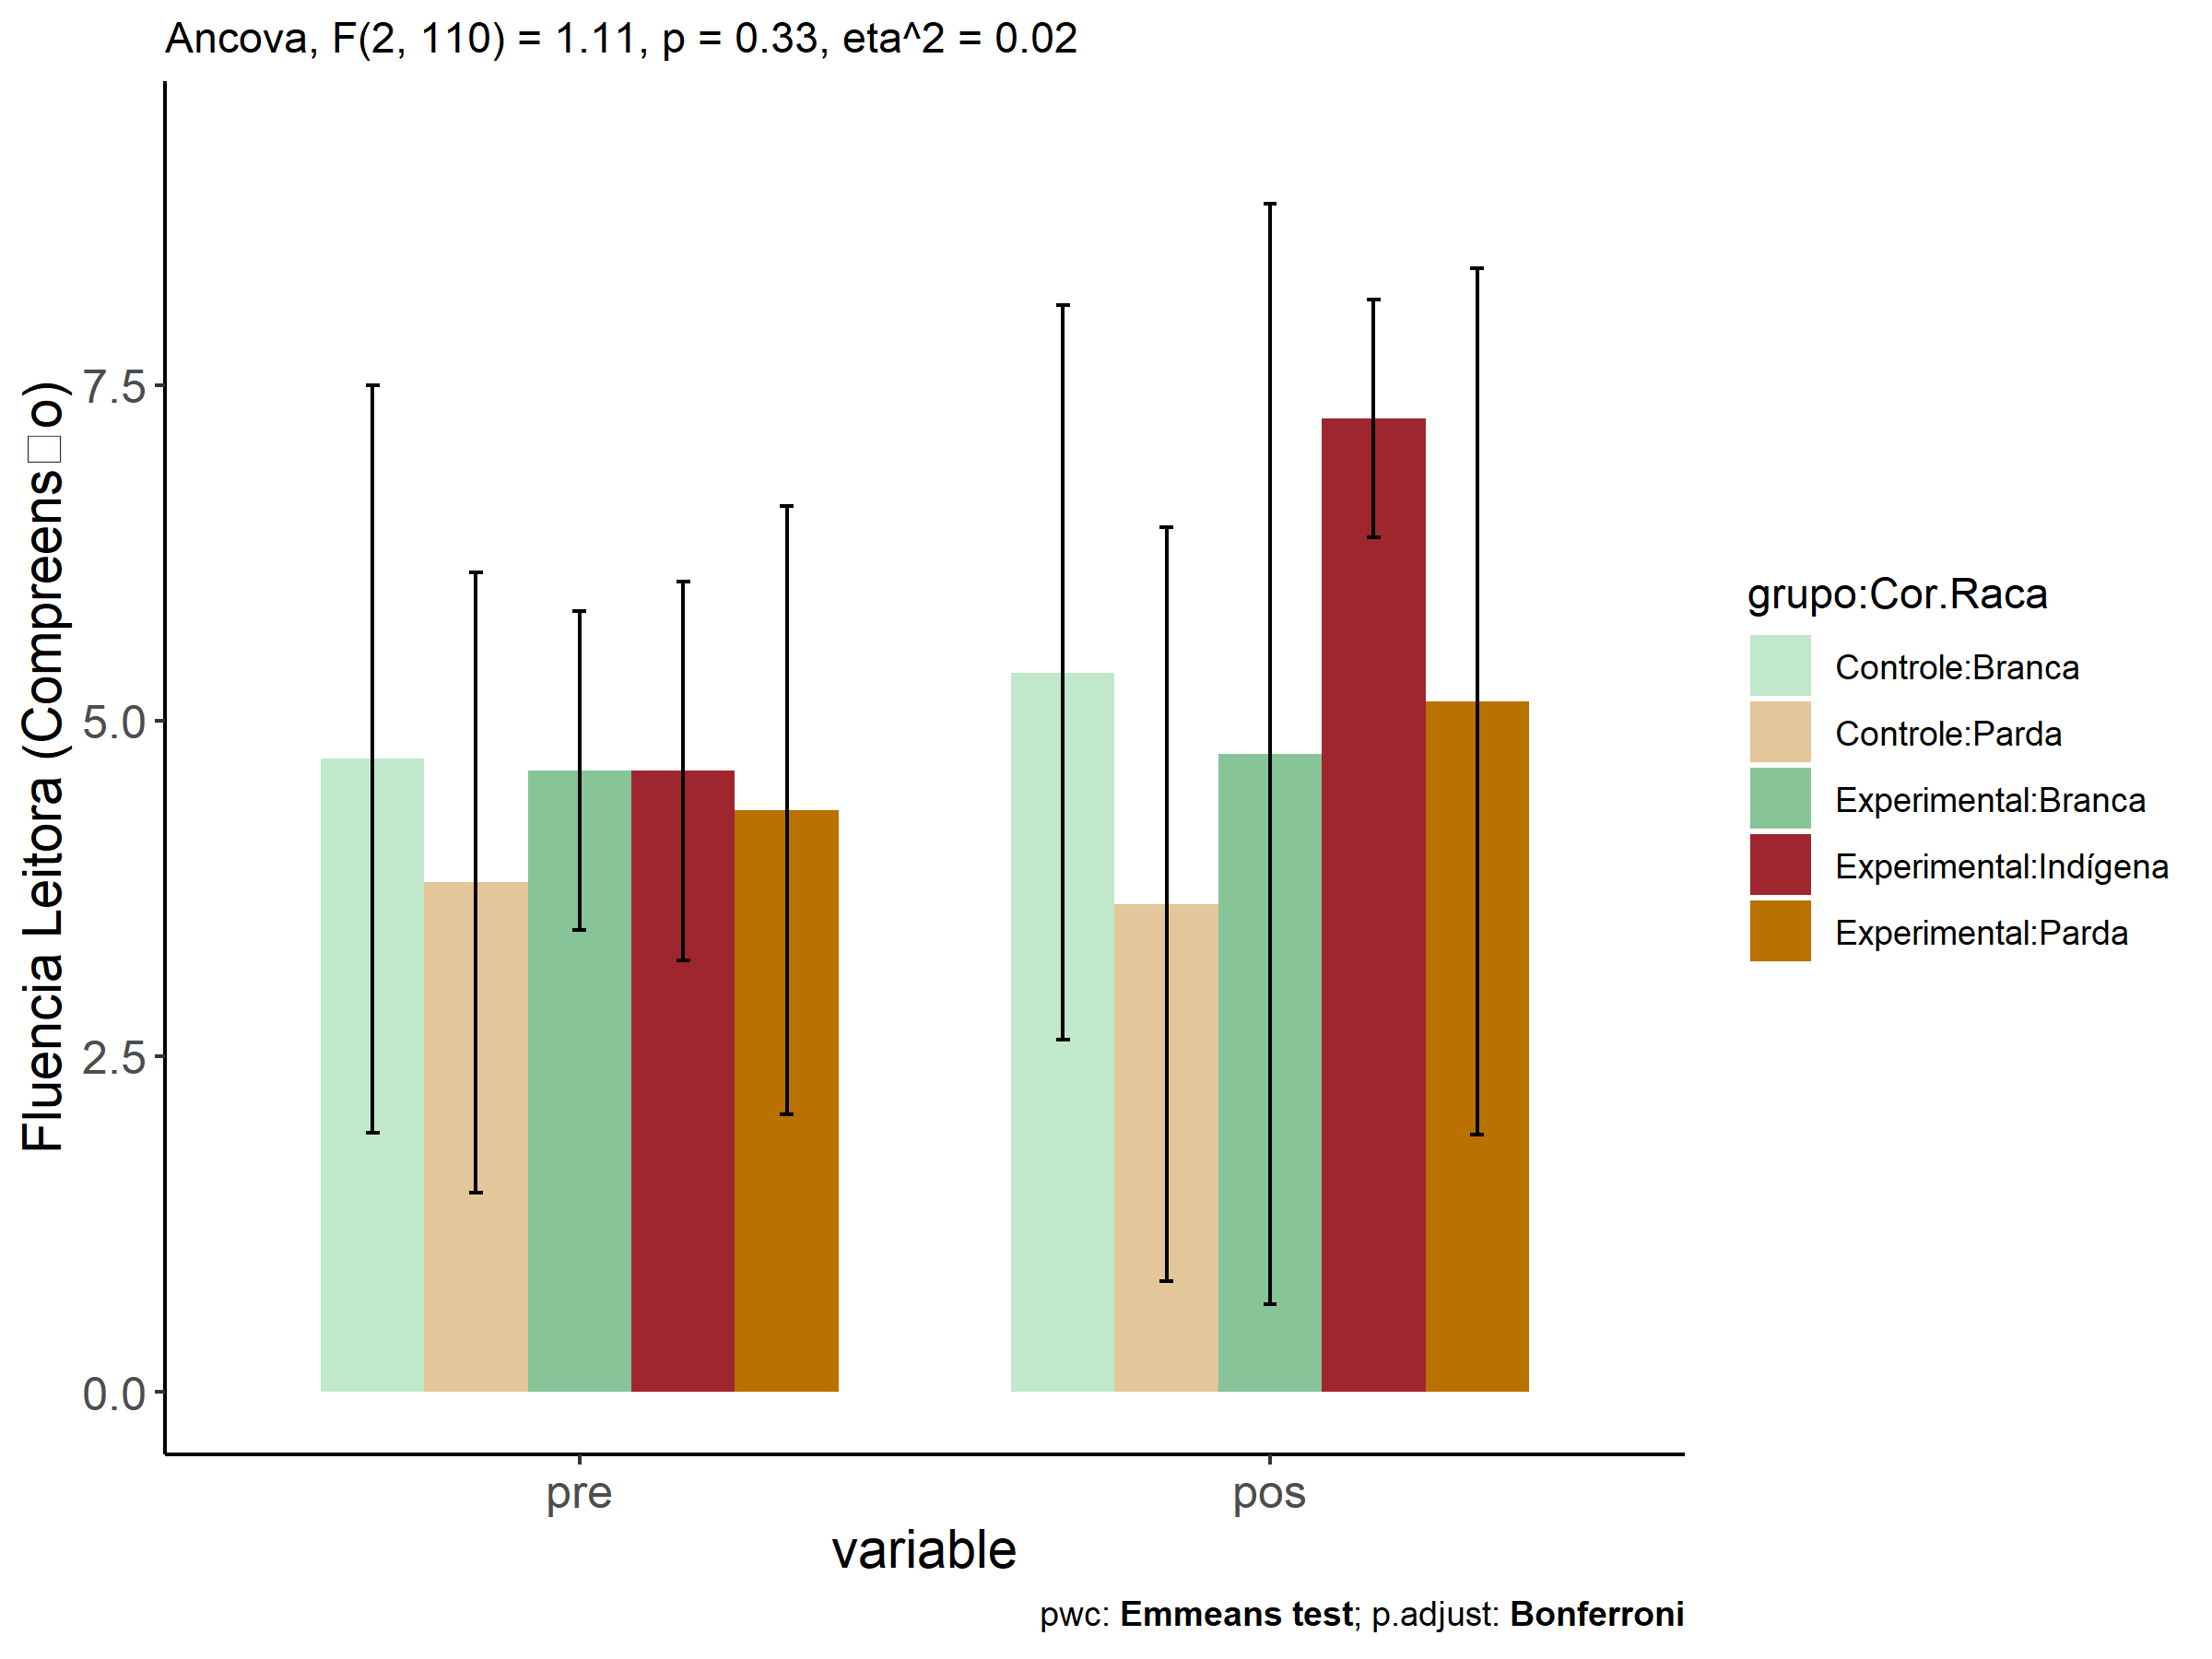 Ancova, F(2, 110) = 1.11, p = 0.33, eta^2 = 0.02
Fluencia Leitora (Compreens□o)
7.5
5.0
2.5
0.0
pre
pos
variable
grupo:Cor.Raca
Controle:Branca
Controle:Parda
Experimental:Branca
Experimental:Indígena
Experimental:Parda
pwc: Emmeans test; p.adjust: Bonferroni